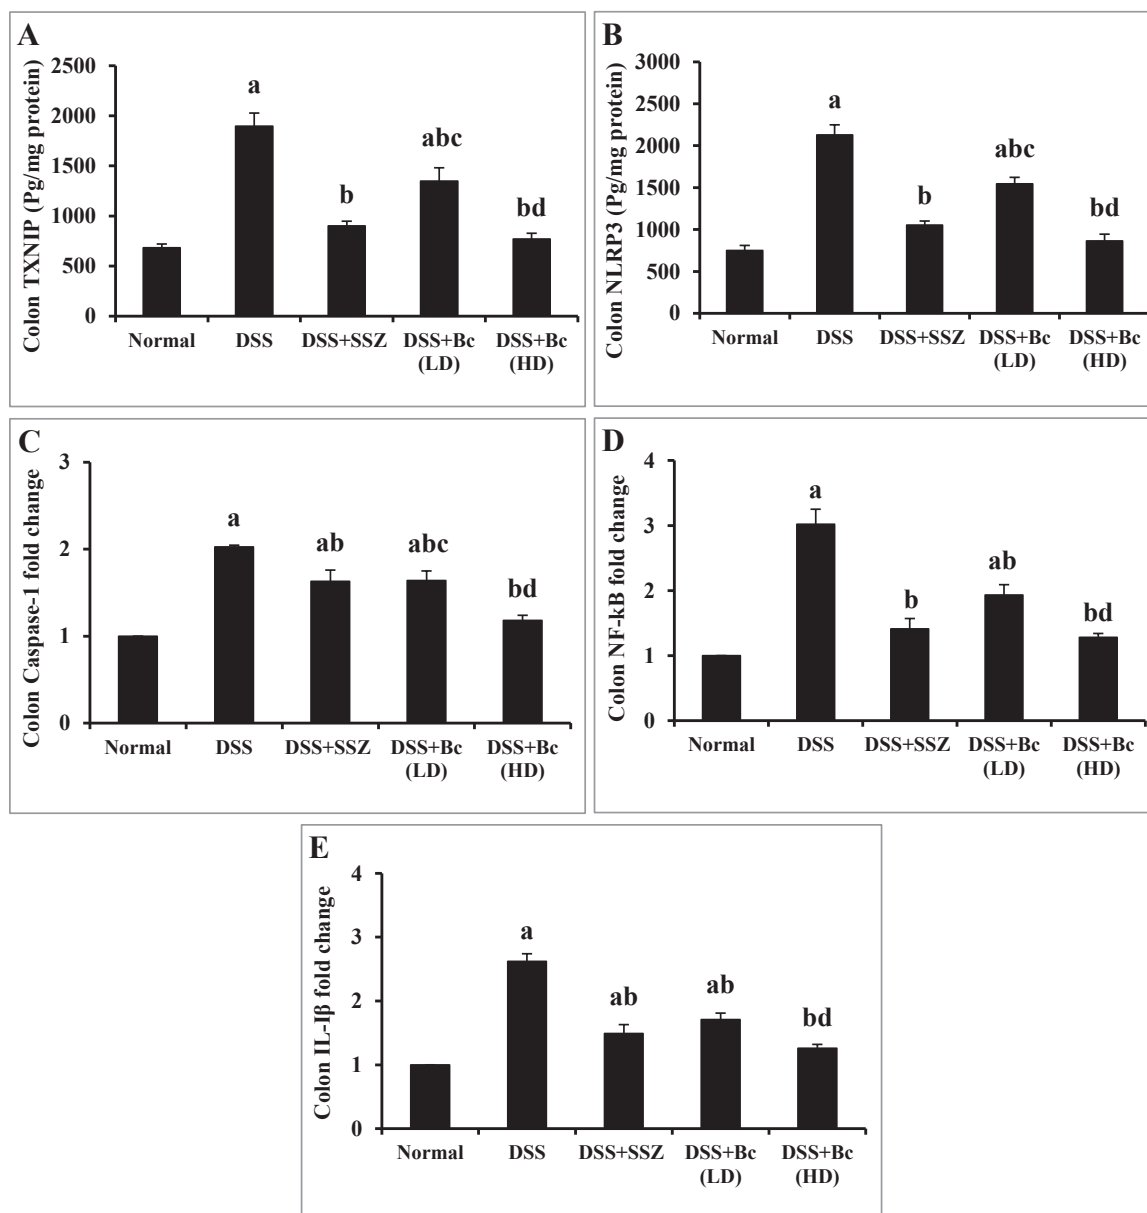 A
Colon TXNIP (Pg/mg protein)
2500
2000
1500
1000
500
0
a
b
abc
bd
Normal DSS DSS+SSZ DSS+Bc (LD) DSS+Bc (HD)
B
Colon NLRP3 (Pg/mg protein)
3000
2500
2000
1500
1000
500
0
a
b
abc
bd
Normal DSS DSS+SSZ DSS+Bc (LD) DSS+Bc (HD)
C
Colon Caspase-1 fold change
3
2
1
0
a
ab
abc
bd
Normal DSS DSS+SSZ DSS+Bc (LD) DSS+Bc (HD)
D
Colon NF-kB fold change
4
3
2
1
0
a
b
ab
bd
Normal DSS DSS+SSZ DSS+Bc (LD) DSS+Bc (HD)
E
Colon IL-Iβ fold change
4
3
2
1
0
a
ab
ab
bd
Normal DSS DSS+SSZ DSS+Bc (LD) DSS+Bc (HD)